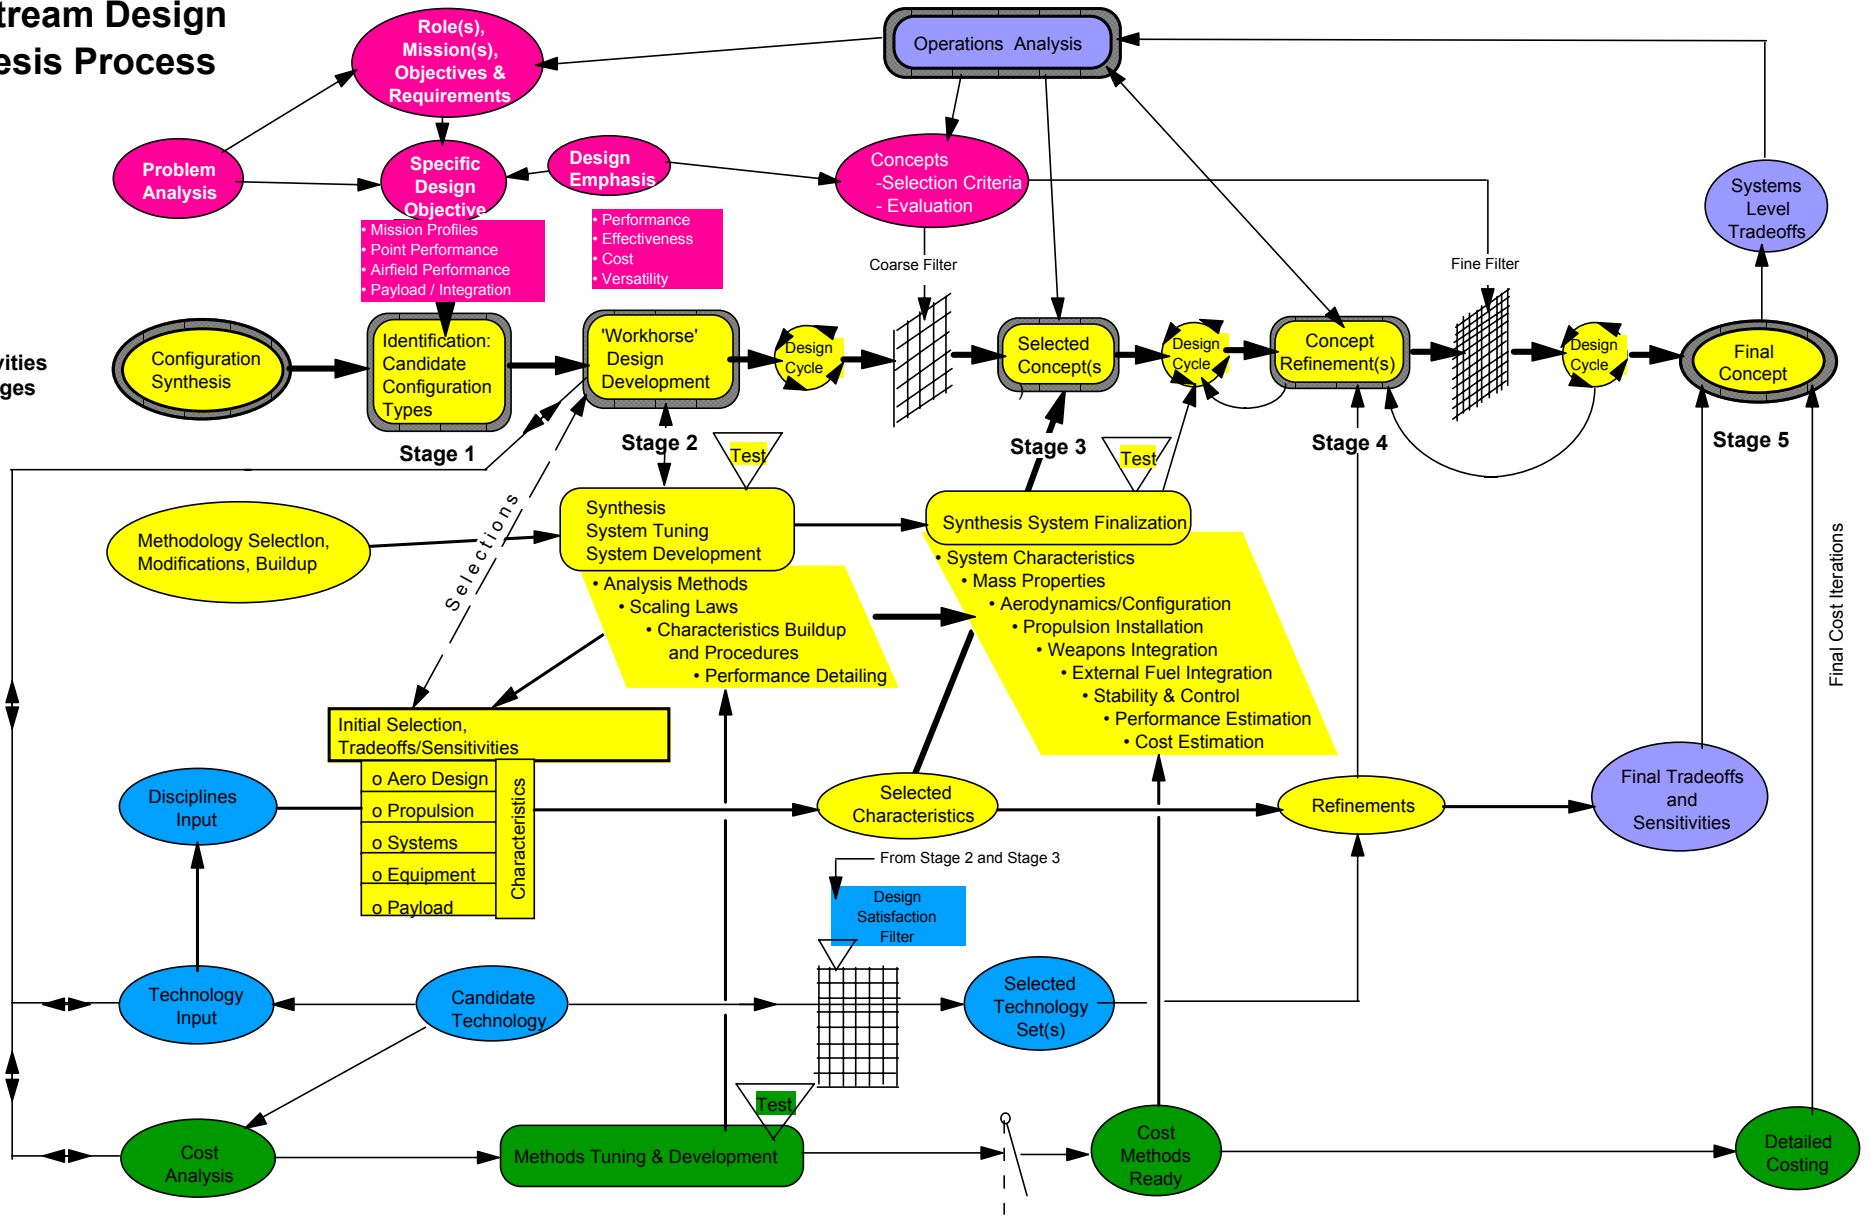 tream Design
esis Process
Role(s),
Mission(s),
Objectives &
Requirements
Operations Analysis
Problem
Analysis
Specific
Design
Objective
Design
Emphasis
Concepts
-Selection Criteria
- Evaluation
Systems
Level
Tradeoffs
• Mission Profiles
• Point Performance
• Airfield Performance
• Payload / Integration
• Performance
• Effectiveness
• Cost
• Versatility
Coarse Filter
Fine Filter
vities
ges
Configuration
Synthesis
Identification:
Candidate
Configuration
Types
'Workhorse'
Design
Development
Design
Cycle
Selected
Concept(s
Design
Cycle
Concept
Refinement(s)
Design
Cycle
Final
Concept
Stage 1
Stage 2
Stage 3
Stage 4
Stage 5
Test
Test
Selections
Methodology SelectIon,
Modifications, Buildup
Synthesis
System Tuning
System Development
• Analysis Methods
• Scaling Laws
• Characteristics Buildup
and Procedures
• Performance Detailing
Synthesis System Finalization
• System Characteristics
• Mass Properties
• Aerodynamics/Configuration
• Propulsion Installation
• Weapons Integration
• External Fuel Integration
• Stability & Control
• Performance Estimation
• Cost Estimation
Final Cost Iterations
Initial Selection,
Tradeoffs/Sensitivities
o Aero Design
o Propulsion
o Systems
o Equipment
o Payload
Characteristics
Disciplines
Input
Selected
Characteristics
Refinements
Final Tradeoffs
and
Sensitivities
From Stage 2 and Stage 3
Design
Satisfaction
Filter
Technology
Input
Candidate
Technology
Selected
Technology
Set(s)
Test
Cost
Analysis
Methods Tuning & Development
Cost
Methods
Ready
Detailed
Costing